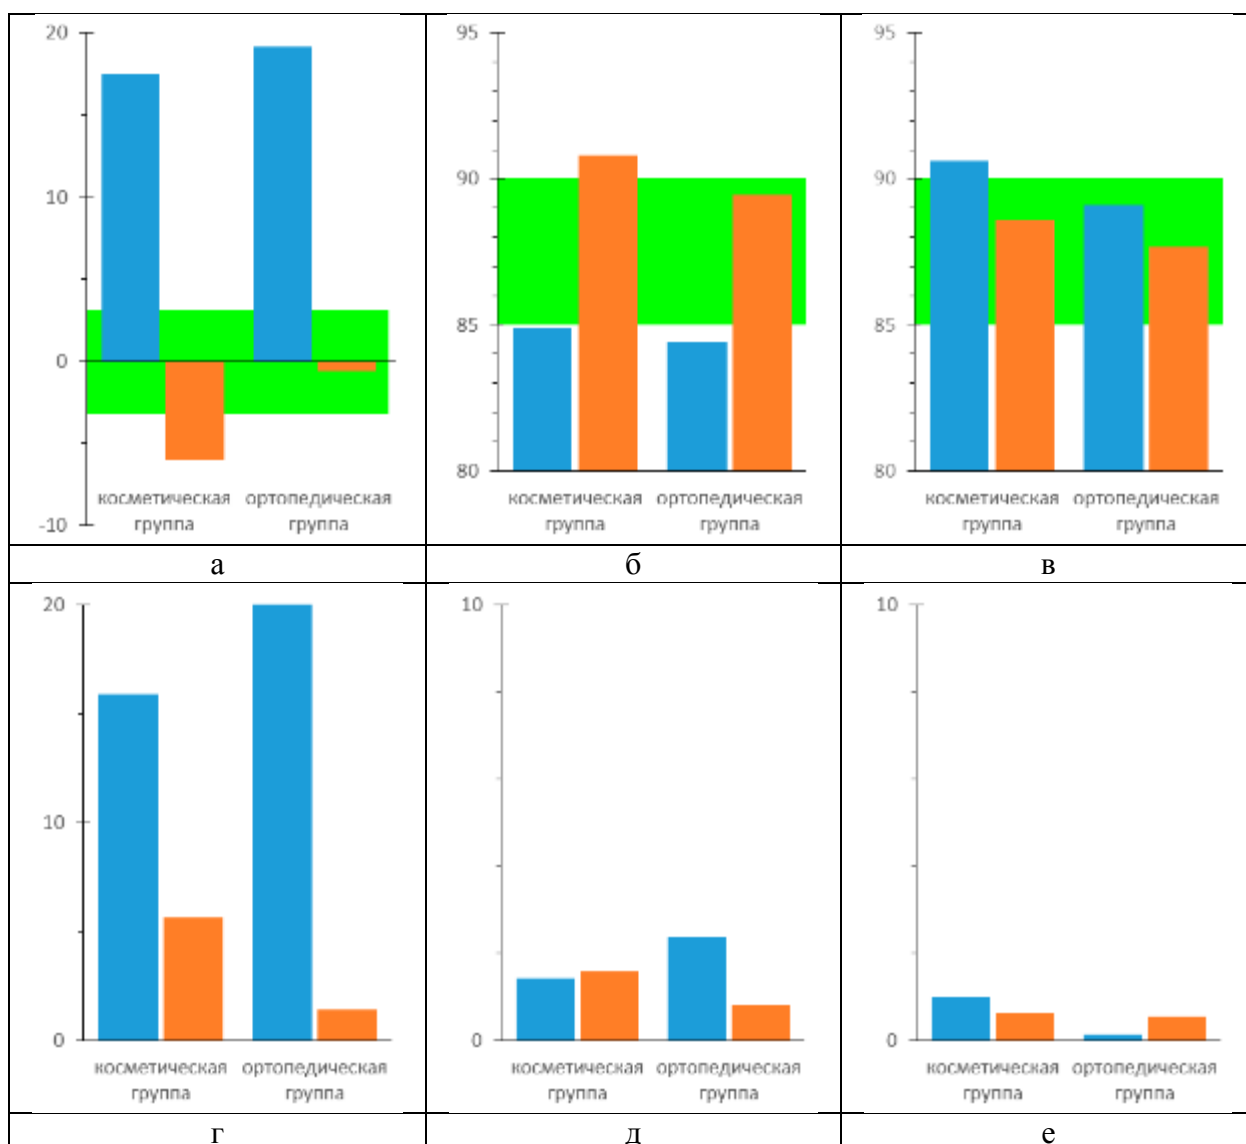 20
10
0
-10
косметическая ортопедическая
группа группа
а
95
90
85
80
косметическая ортопедическая
группа группа
б
95
90
85
80
косметическая ортопедическая
группа группа
в
20
10
0
косметическая ортопедическая
группа группа
г
10
0
косметическая ортопедическая
группа группа
д
10
0
косметическая ортопедическая
группа группа
е